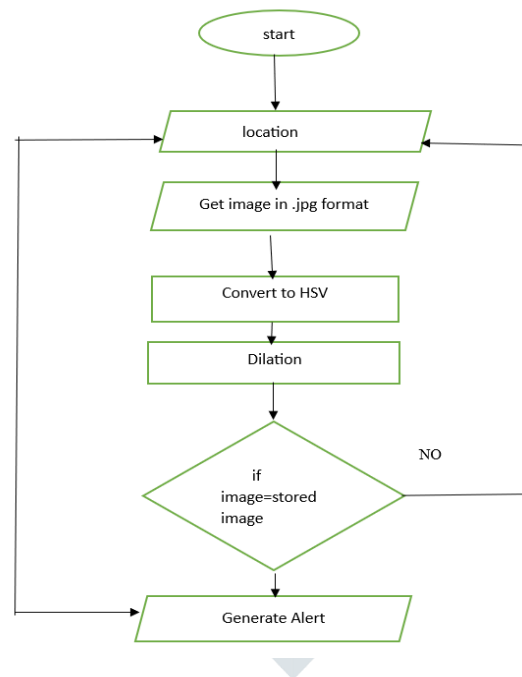 start
location
Get image in .jpg format
Convert to HSV
Dilation
if
image=stored
image
NO
Generate Alert